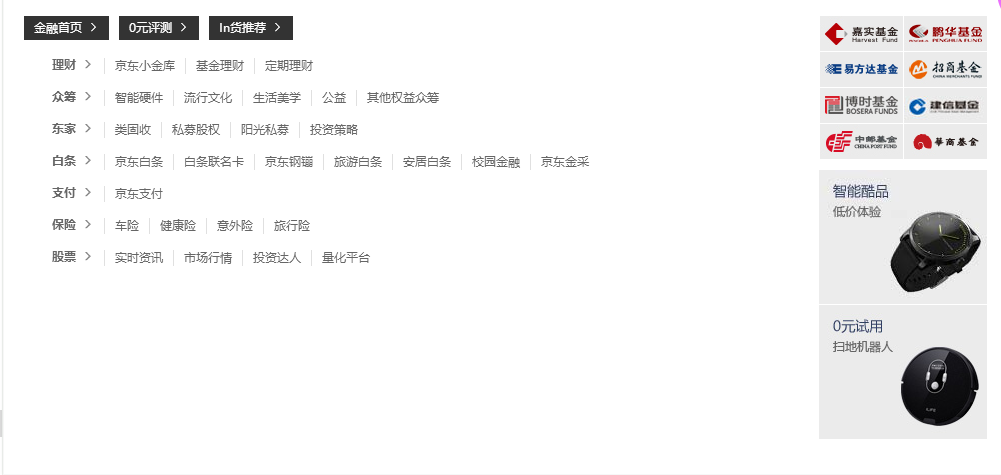 金融首页 0元评测 In货推荐
理财 京东小金库 基金理财 定期理财
众筹 智能硬件 流行文化 生活美学 公益 其他权益众筹
东家 类固收 私募股权 阳光私募 投资策略
白条 京东白条 白条联名卡 京东钢镚 旅游白条 安居白条 校园金融 京东金采
支付 京东支付
保险 车险 健康险 意外险 旅行险
股票 实时资讯 市场行情 投资达人 量化平台
嘉实基金 鹏华基金
Harvest Fund PENGHUA FUND
易方达基金 招商基金
CHINA MERCHANTS FUND
博时基金 建信基金
BOSERA FUNDS
中邮基金 華商基金
CHINA POST FUND
智能酷品
低价体验
0元试用
扫地机器人